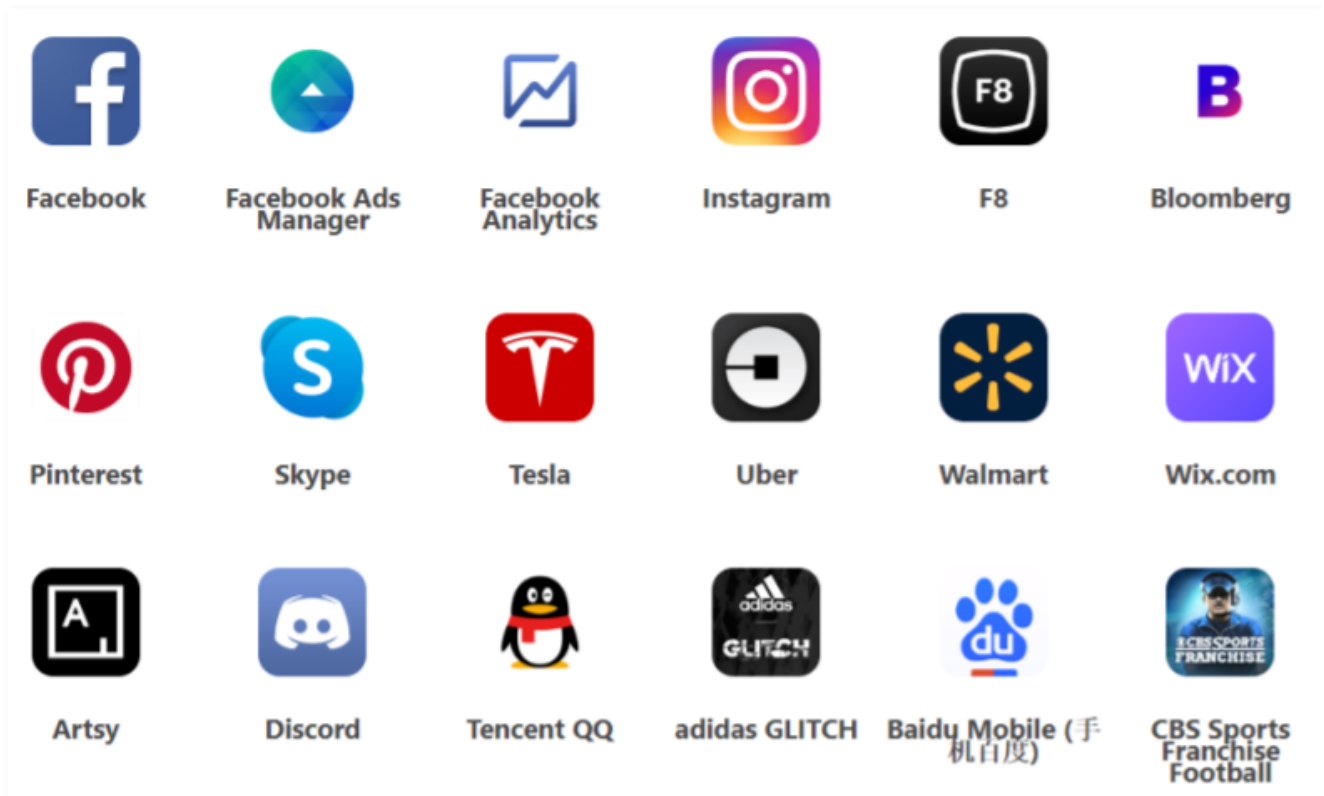 F8
B
Facebook
Facebook Ads
Manager
Facebook
Analytics
Instagram
F8
Bloomberg
S
WiX
Pinterest
Skype
Tesla
Uber
Walmart
Wix.com
A
adidas
GLITCH
du
CBS SPORTS
FRANCHISE
Artsy
Discord
Tencent QQ
adidas GLITCH
Baidu Mobile (手
机百度)
CBS Sports
Franchise
Football